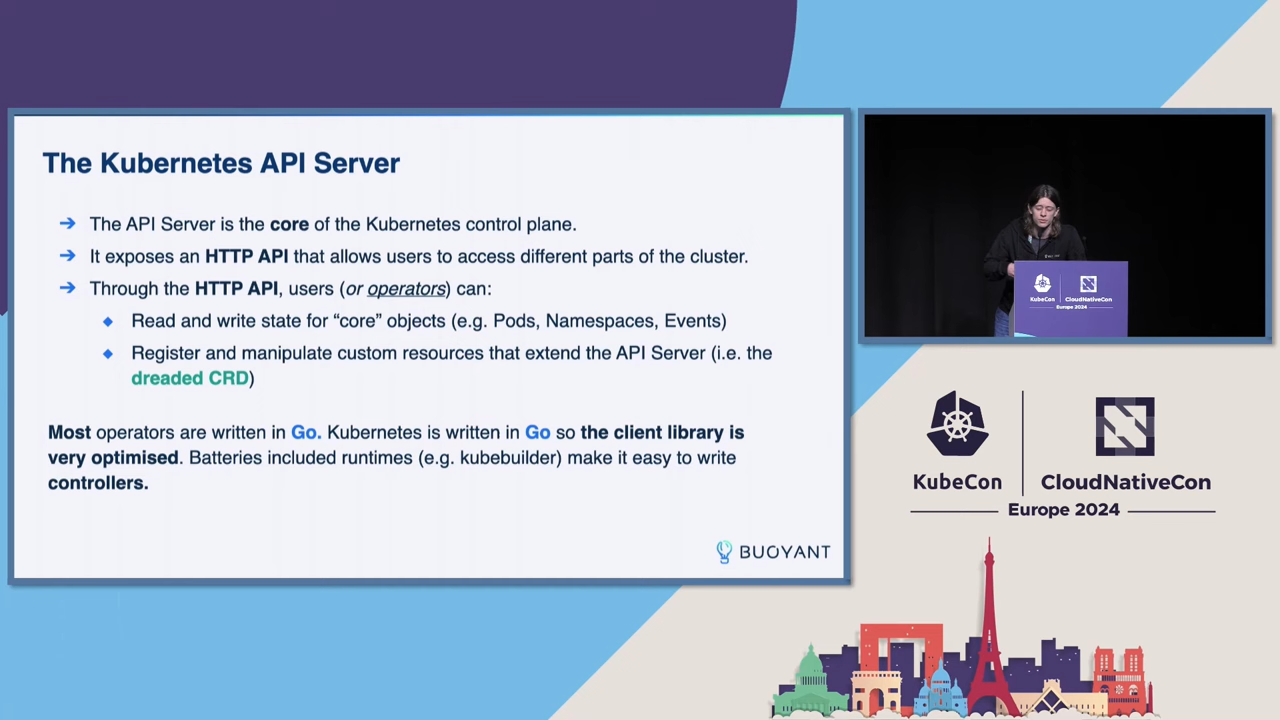 The Kubernetes API Server
➔ The API Server is the core of the Kubernetes control plane.
➔ It exposes an HTTP API that allows users to access different parts of the cluster.
➔ Through the HTTP API, users (or operators) can:
◆ Read and write state for “core” objects (e.g. Pods, Namespaces, Events)
◆ Register and manipulate custom resources that extend the API Server (i.e. the
dreaded CRD)
Most operators are written in Go. Kubernetes is written in Go so the client library is
very optimised. Batteries included runtimes (e.g. kubebuilder) make it easy to write
controllers.
BUOYANT
KubeCon CloudNativeCon
Europe 2024
KubeCon CloudNativeCon
Europe 2024